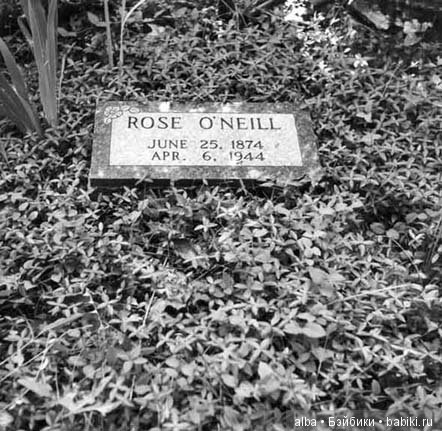 ROSE O'NEILL
JUNE 25, 1874
APR. 6, 1944
alba • Бэйбики • babiki.ru